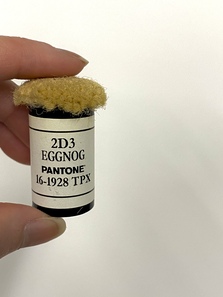 2D3
EGGNOG
PANTONE®
16-1928 TPX